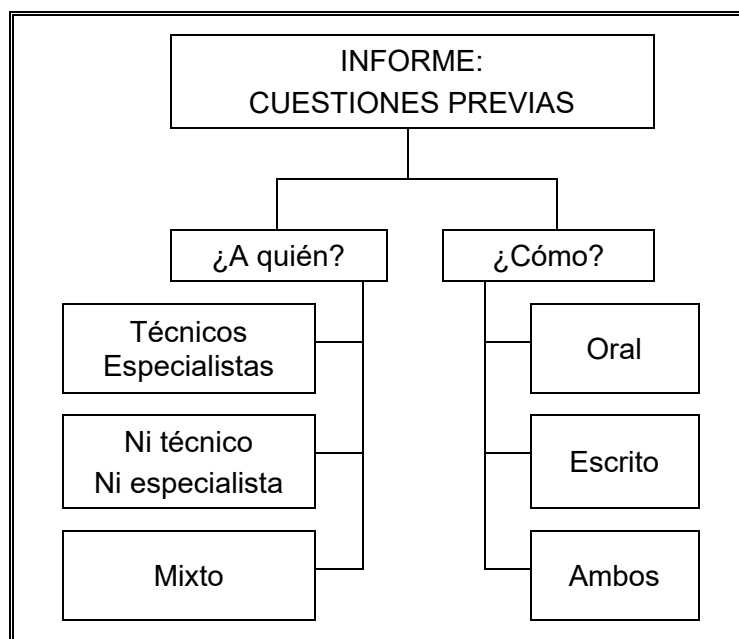 INFORME:
CUESTIONES PREVIAS
¿A quién?
¿Cómo?
Técnicos
Especialistas
Oral
Ni técnico
Ni especialista
Escrito
Mixto
Ambos